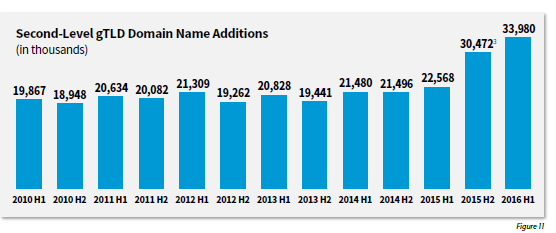 Second-Level gTLD Domain Name Additions
(in thousands)
19,867 18,948 20,634 20,082 21,309 19,262 20,828 19,441 21,480 21,496 22,568 30,472³ 33,980
2010 H1 2010 H2 2011 H1 2011 H2 2012 H1 2012 H2 2013 H1 2013 H2 2014 H1 2014 H2 2015 H1 2015 H2 2016 H1
Figure 11